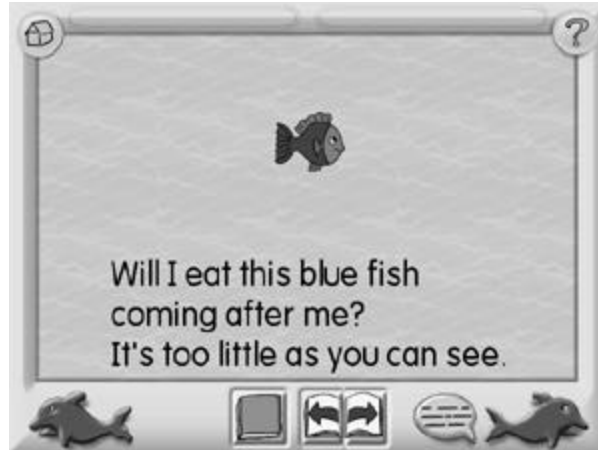 ?
Will I eat this blue fish
coming after me?
It's too little as you can see.